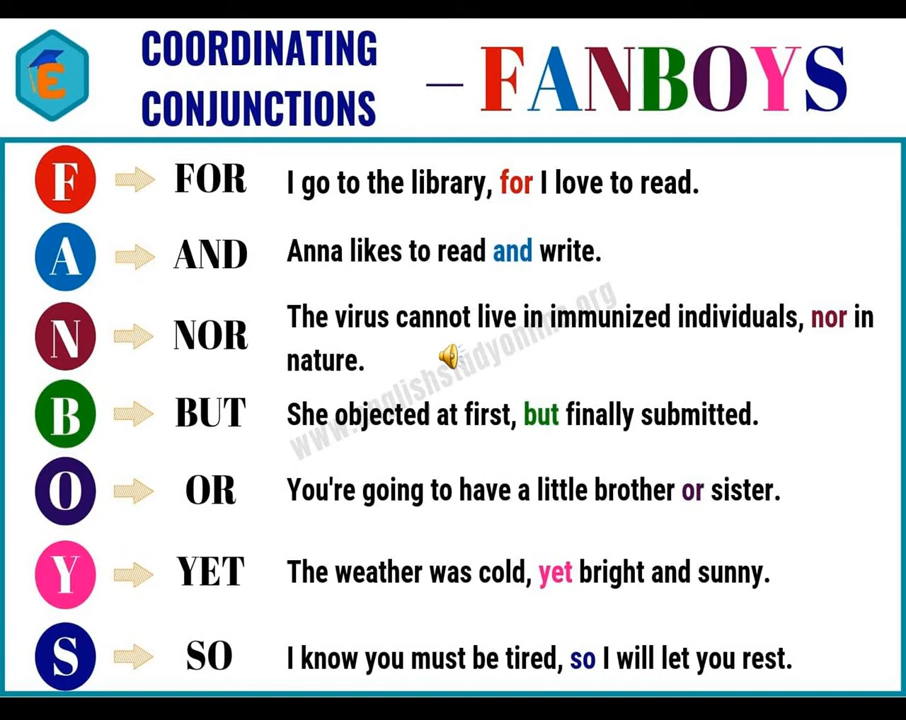 E
COORDINATING
CONJUNCTIONS
— FANBOYS
F FOR I go to the library, for I love to read.
A AND Anna likes to read and write.
N NOR The virus cannot live in immunized individuals, nor in
nature.
B BUT She objected at first, but finally submitted.
O OR You're going to have a little brother or sister.
Y YET The weather was cold, yet bright and sunny.
S SO I know you must be tired, so I will let you rest.
www.englishstudyonline.org